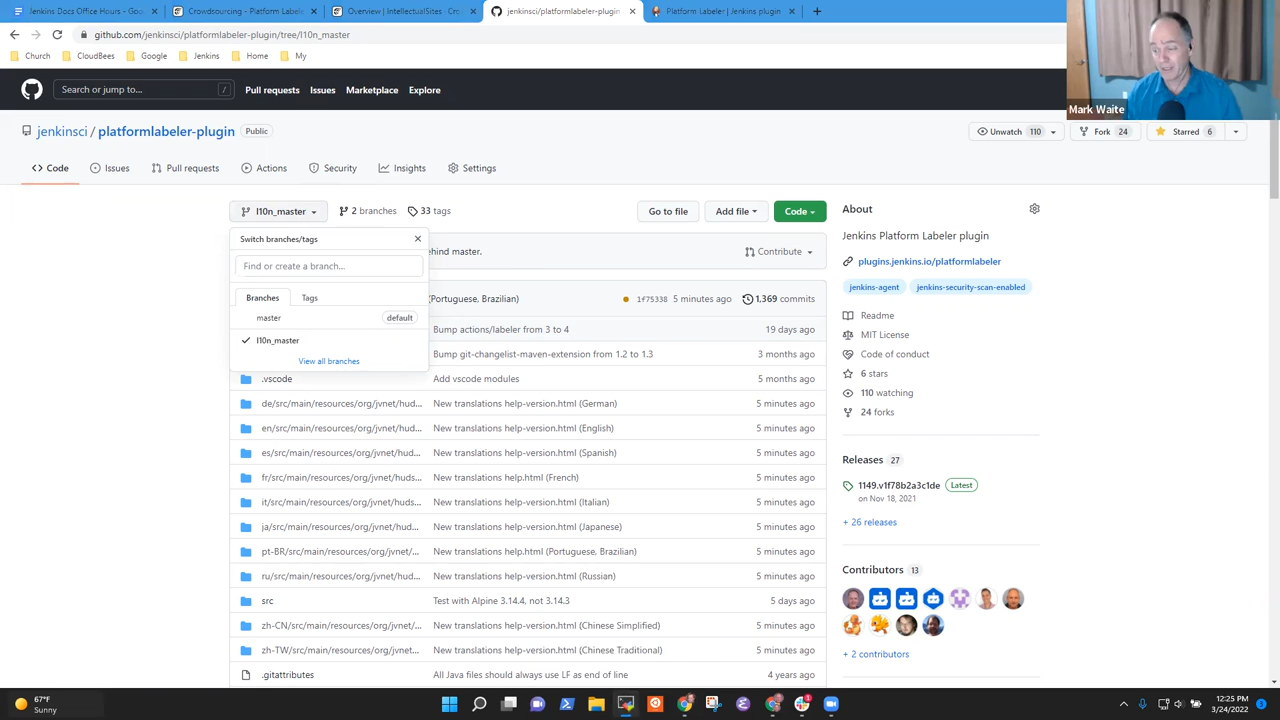 Jenkins Docs Office Hours - Goo
Crowdsourcing - Platform Labele
Overview | IntellectualSites - Cro
jenkinsci/platformlabeler-plugin
Platform Labeler | Jenkins plugin
github.com/jenkinsci/platformlabeler-plugin/tree/l10n_master
Church
CloudBees
Google
Jenkins
Home
My
Mark Waite
Search or jump to...
/
Pull requests
Issues
Marketplace
Explore
jenkinsci / platformlabeler-plugin
Public
Unwatch 110
Fork 24
Starred 6
Code
Issues
Pull requests
Actions
Security
Insights
Settings
l10n_master
2 branches
33 tags
Go to file
Add file
Code
Switch branches/tags
Find or create a branch...
Branches
Tags
master
default
l10n_master
View all branches
ehind master.
Contribute
(Portuguese, Brazilian)
1f75338 5 minutes ago
1,369 commits
Bump actions/labeler from 3 to 4
19 days ago
Bump git-changelist-maven-extension from 1.2 to 1.3
3 months ago
.vscode
Add vscode modules
5 months ago
de/src/main/resources/org/jvnet/hud...
New translations help-version.html (German)
5 minutes ago
en/src/main/resources/org/jvnet/hud...
New translations help-version.html (English)
5 minutes ago
es/src/main/resources/org/jvnet/hud...
New translations help-version.html (Spanish)
5 minutes ago
fr/src/main/resources/org/jvnet/huds...
New translations help.html (French)
5 minutes ago
it/src/main/resources/org/jvnet/huds...
New translations help-version.html (Italian)
5 minutes ago
ja/src/main/resources/org/jvnet/hud...
New translations help-version.html (Japanese)
5 minutes ago
pt-BR/src/main/resources/org/jvnet/...
New translations help.html (Portuguese, Brazilian)
5 minutes ago
ru/src/main/resources/org/jvnet/hud...
New translations help-version.html (Russian)
5 minutes ago
src
Test with Alpine 3.14.4, not 3.14.3
5 days ago
zh-CN/src/main/resources/org/jvnet/...
New translations help-version.html (Chinese Simplified)
5 minutes ago
zh-TW/src/main/resources/org/jvnet/...
New translations help-version.html (Chinese Traditional)
5 minutes ago
.gitattributes
All Java files should always use LF as end of line
4 years ago
About
Jenkins Platform Labeler plugin
plugins.jenkins.io/platformlabeler
jenkins-agent
jenkins-security-scan-enabled
Readme
MIT License
Code of conduct
6 stars
110 watching
24 forks
Releases 27
1149.v1f78b2a3c1de
Latest
on Nov 18, 2021
+ 26 releases
Contributors 13
+ 2 contributors
67°F
Sunny
12:25 PM
3/24/2022